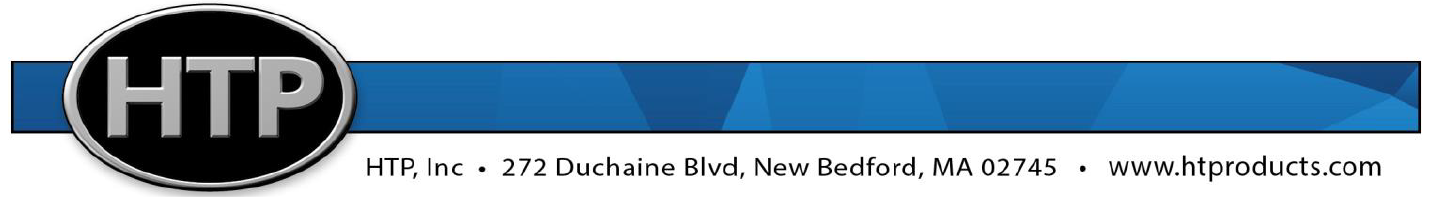 HTP
HTP, Inc • 272 Duchaine Blvd, New Bedford, MA 02745 • www.htproducts.com